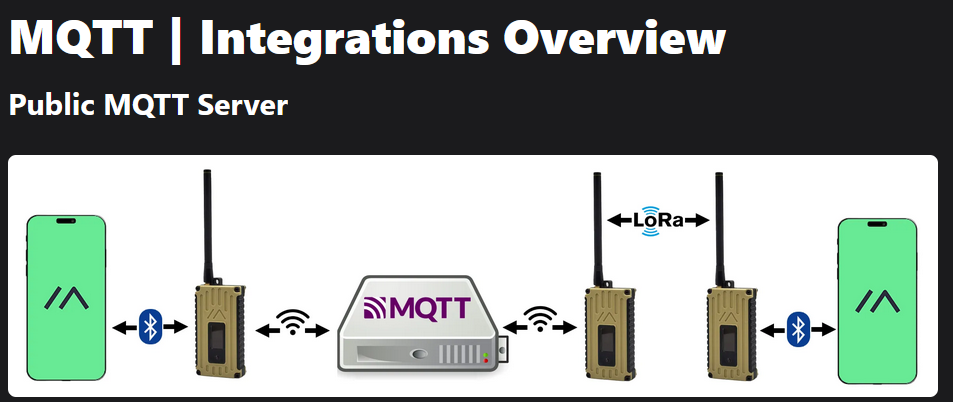 MQTT | Integrations Overview
Public MQTT Server
LoRa
MQTT